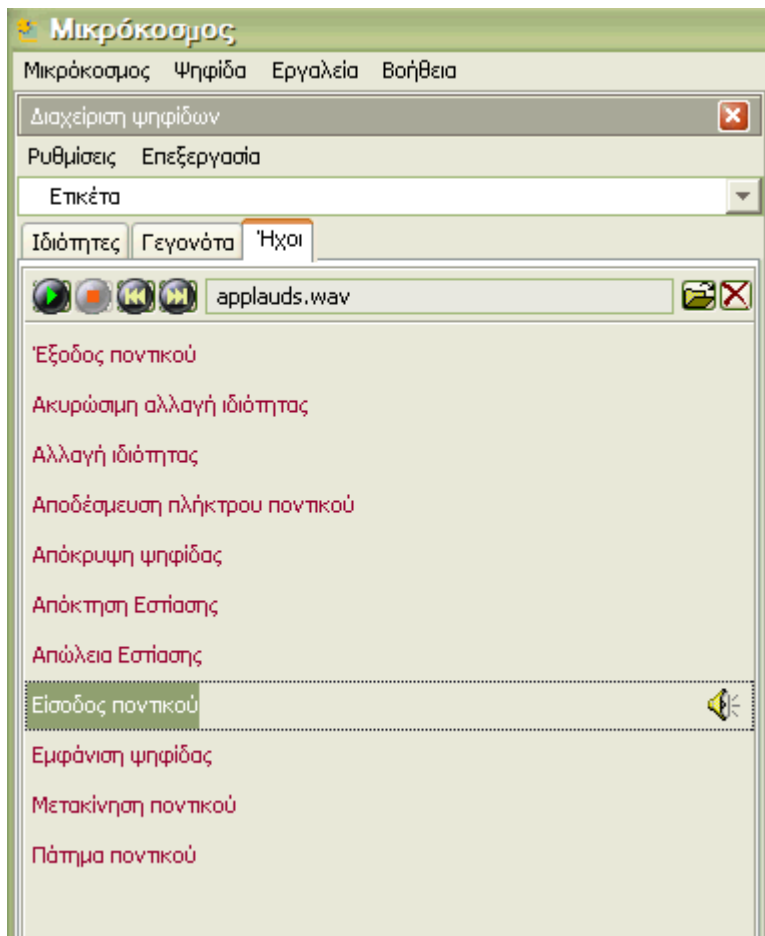 Μικρόκοσμος
Μικρόκοσμος Ψηφίδα Εργαλεία Βοήθεια
Διαχείριση ψηφίδων
Ρυθμίσεις Επεξεργασία
Ετικέτα
Ιδιότητες Γεγονότα Ήχοι
applauds.wav
Έξοδος ποντικού
Ακυρώσιμη αλλαγή ιδιότητας
Αλλαγή ιδιότητας
Αποδέσμευση πλήκτρου ποντικού
Απόκρυψη ψηφίδας
Απόκτηση Εστίασης
Απώλεια Εστίασης
Είσοδος ποντικού
Εμφάνιση ψηφίδας
Μετακίνηση ποντικού
Πάτημα ποντικού